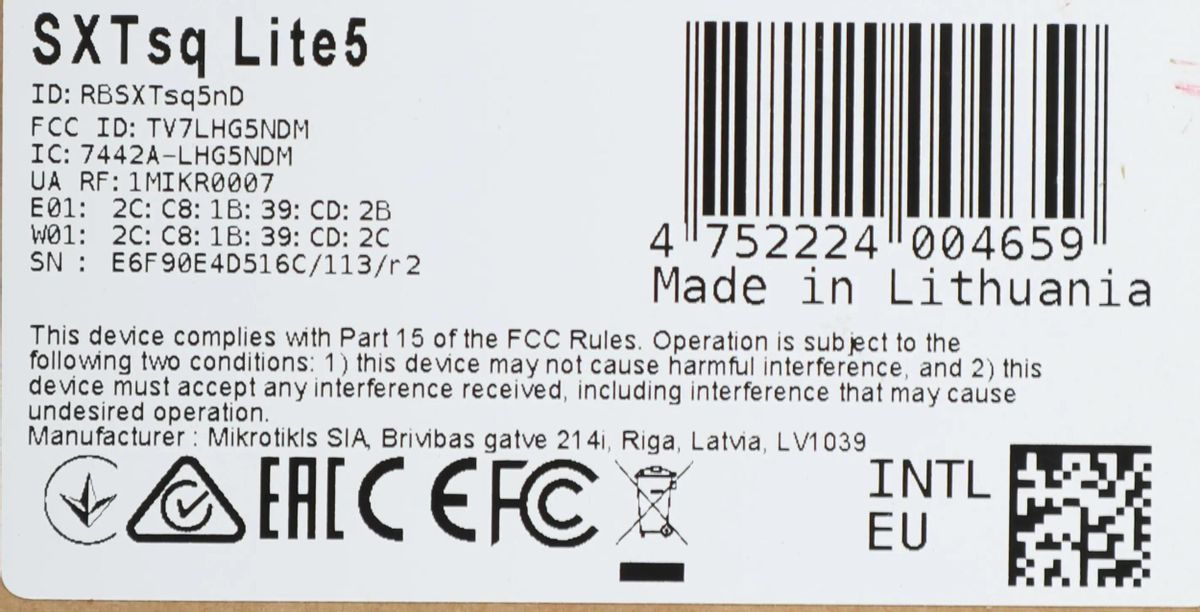 SXTsq Lite5
ID: RBSXTsq5nD
FCC ID: TV7LHG5NDM
IC: 7442A-LHG5NDM
UA RF: 1MIKR0007
E01: 2C: C8: 1B: 39: CD: 2B
W01: 2C: C8: 1B: 39: CD: 2C
SN : E6F90E4D516C/113/r2
4 752224 004659
Made in Lithuania
This device complies with Part 15 of the FCC Rules. Operation is subject to the
following two conditions: 1) this device may not cause harmful interference, and 2) this
device must accept any interference received, including interference that may cause
undesired operation.
Manufacturer : Mikrotikls SIA, Brivibas gatve 214i, Riga, Latvia, LV1039
EAC CE FC
INTL
EU